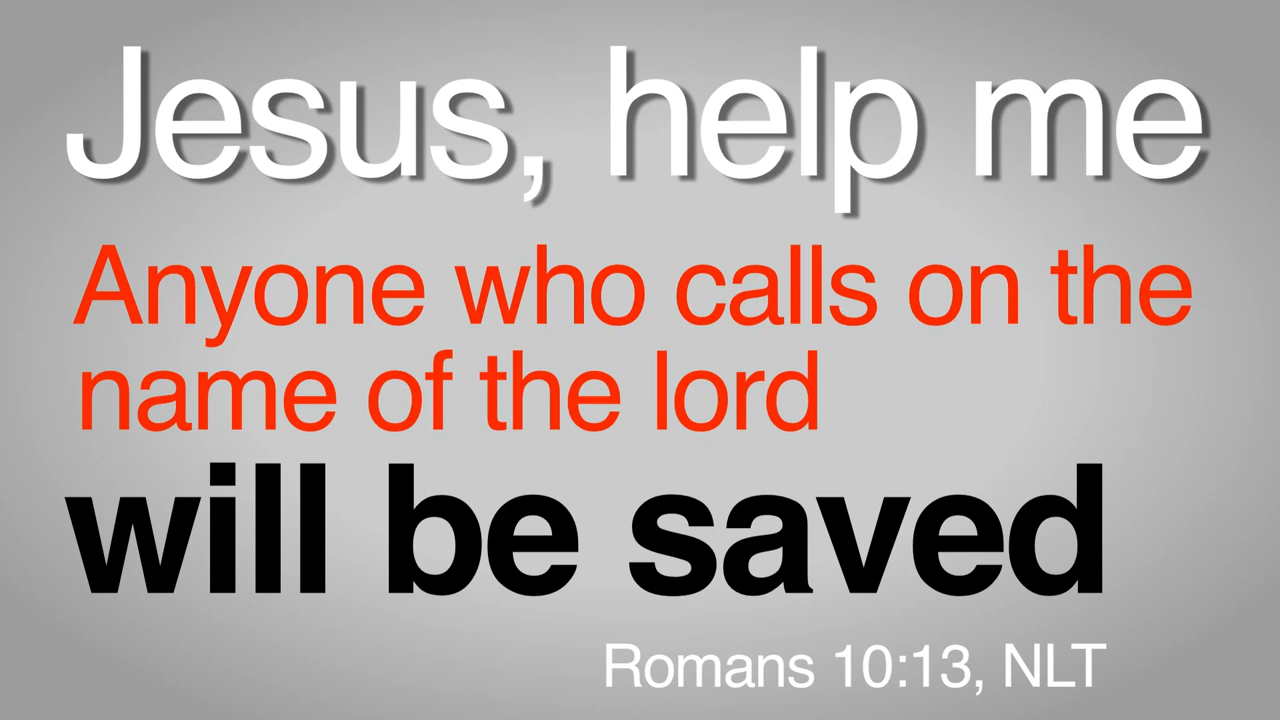 Jesus, help me
Anyone who calls on the
name of the lord
will be saved
Romans 10:13, NLT